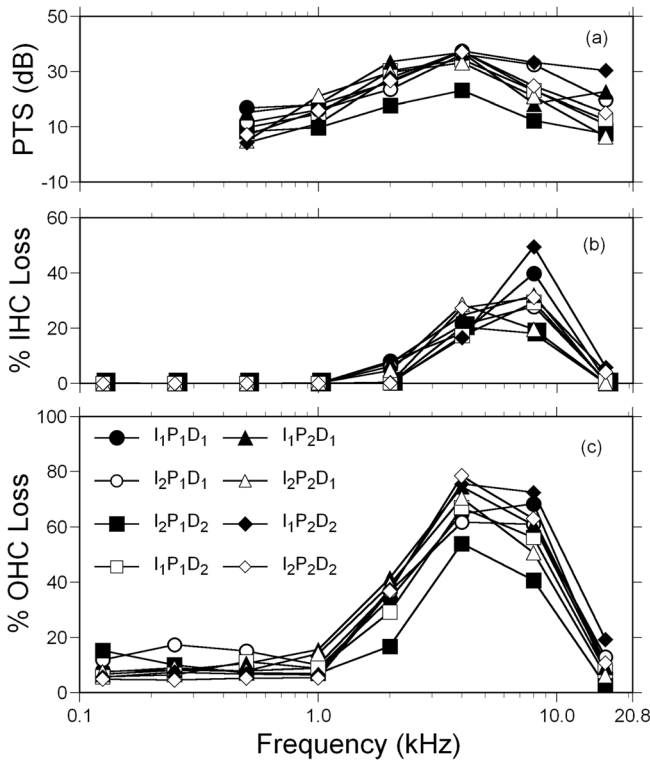 50
30
10
-10
PTS (dB)
(a)
60
40
20
0
% IHC Loss
(b)
100
80
60
40
20
0
% OHC Loss
(c)
I₁P₁D₁ I₁P₂D₁
I₂P₁D₁ I₂P₂D₁
I₂P₁D₂ I₁P₂D₂
I₁P₁D₂ I₂P₂D₂
0.1 1.0 10.0 20.8
Frequency (kHz)